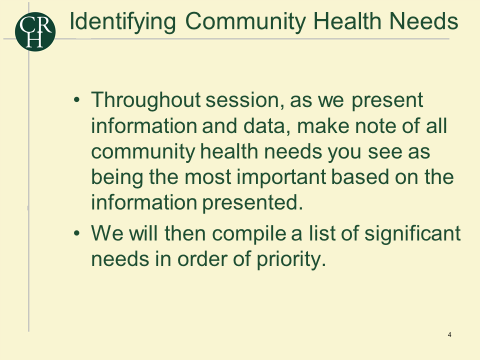 CR
H
Identifying Community Health Needs
• Throughout session, as we present
information and data, make note of all
community health needs you see as
being the most important based on the
information presented.
• We will then compile a list of significant
needs in order of priority.
4